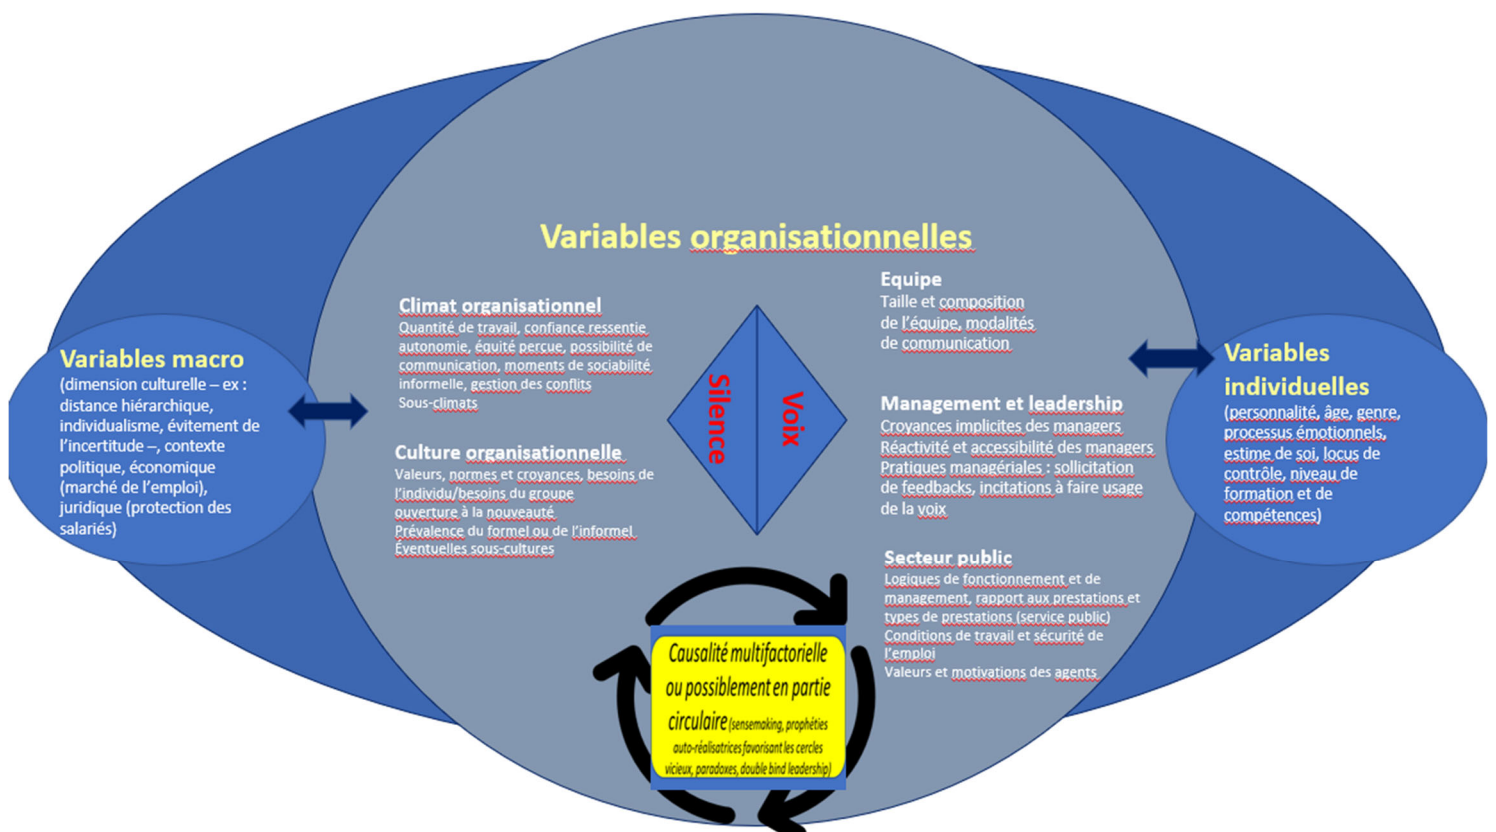 Variables organisationnelles
Variables macro
(dimension culturelle – ex :
distance hiérarchique,
individualisme, évitement de
l'incertitude –, contexte
politique, économique
(marché de l'emploi),
juridique (protection des
salariés)
Climat organisationnel
Quantité de travail, confiance ressentie
autonomie, équité perçue, possibilité de
communication, moments de sociabilité
informelle, gestion des conflits
Sous-climats
Culture organisationnelle
Valeurs, normes et croyances, besoins de
l'individu/besoins du groupe
ouverture à la nouveauté
Prévalence du formel ou de l'informel
Éventuelles sous-cultures
Silence
Voix
Equipe
Taille et composition
de l'équipe, modalités
de communication
Management et leadership
Croyances implicites des managers
Réactivité et accessibilité des managers
Pratiques managériales : sollicitation
de feedbacks, incitations à faire usage
de la voix
Secteur public
Logiques de fonctionnement et de
management, rapport aux prestations et
types de prestations (service public)
Conditions de travail et sécurité de
l'emploi
Valeurs et motivations des agents
Variables
individuelles
(personnalité, âge, genre,
processus émotionnels,
estime de soi, locus de
contrôle, niveau de
formation et de
compétences)
Causalité multifactorielle
ou possiblement en partie
circulaire (sensemaking, prophéties
auto-réalisatrices favorisant les cercles
vicieux, paradoxes, double bind leadership)